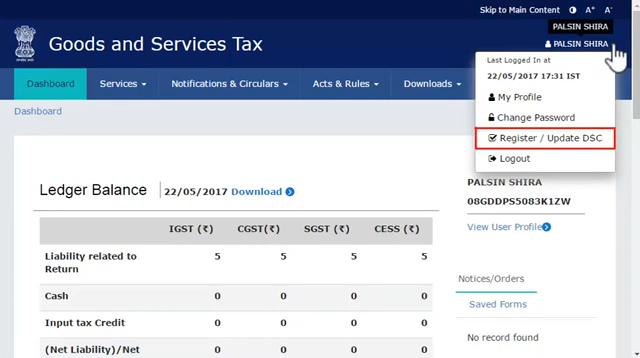 Skip to Main Content A+ A-
PALSIN SHIRA
Goods and Services Tax
PALSIN SHIRA
Dashboard Services Notifications & Circulars Acts & Rules Downloads
Last Logged In at
22/05/2017 17:31 IST
My Profile
Change Password
Register / Update DSC
Logout
Dashboard
Ledger Balance 22/05/2017 Download
IGST (₹) CGST(₹) SGST (₹) CESS (₹)
Liability related to
Return 5 5 5 5
Cash 0 0 0 0
Input tax Credit 0 0 0 0
(Net Liability)/Net 0 0 0 0
PALSIN SHIRA
08GDDPS5083K1ZW
View User Profile
Notices/Orders
Saved Forms
No record found